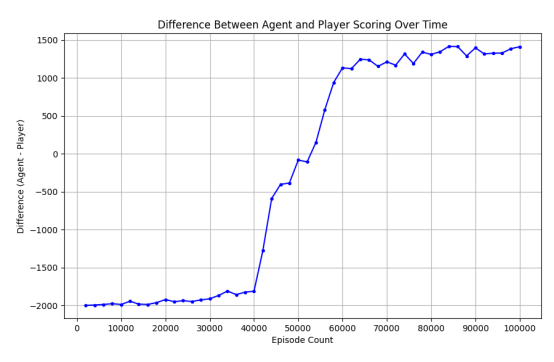 Difference Between Agent and Player Scoring Over Time
Difference (Agent - Player)
1500
1000
500
0
−500
−1000
−1500
−2000
0 10000 20000 30000 40000 50000 60000 70000 80000 90000 100000
Episode Count